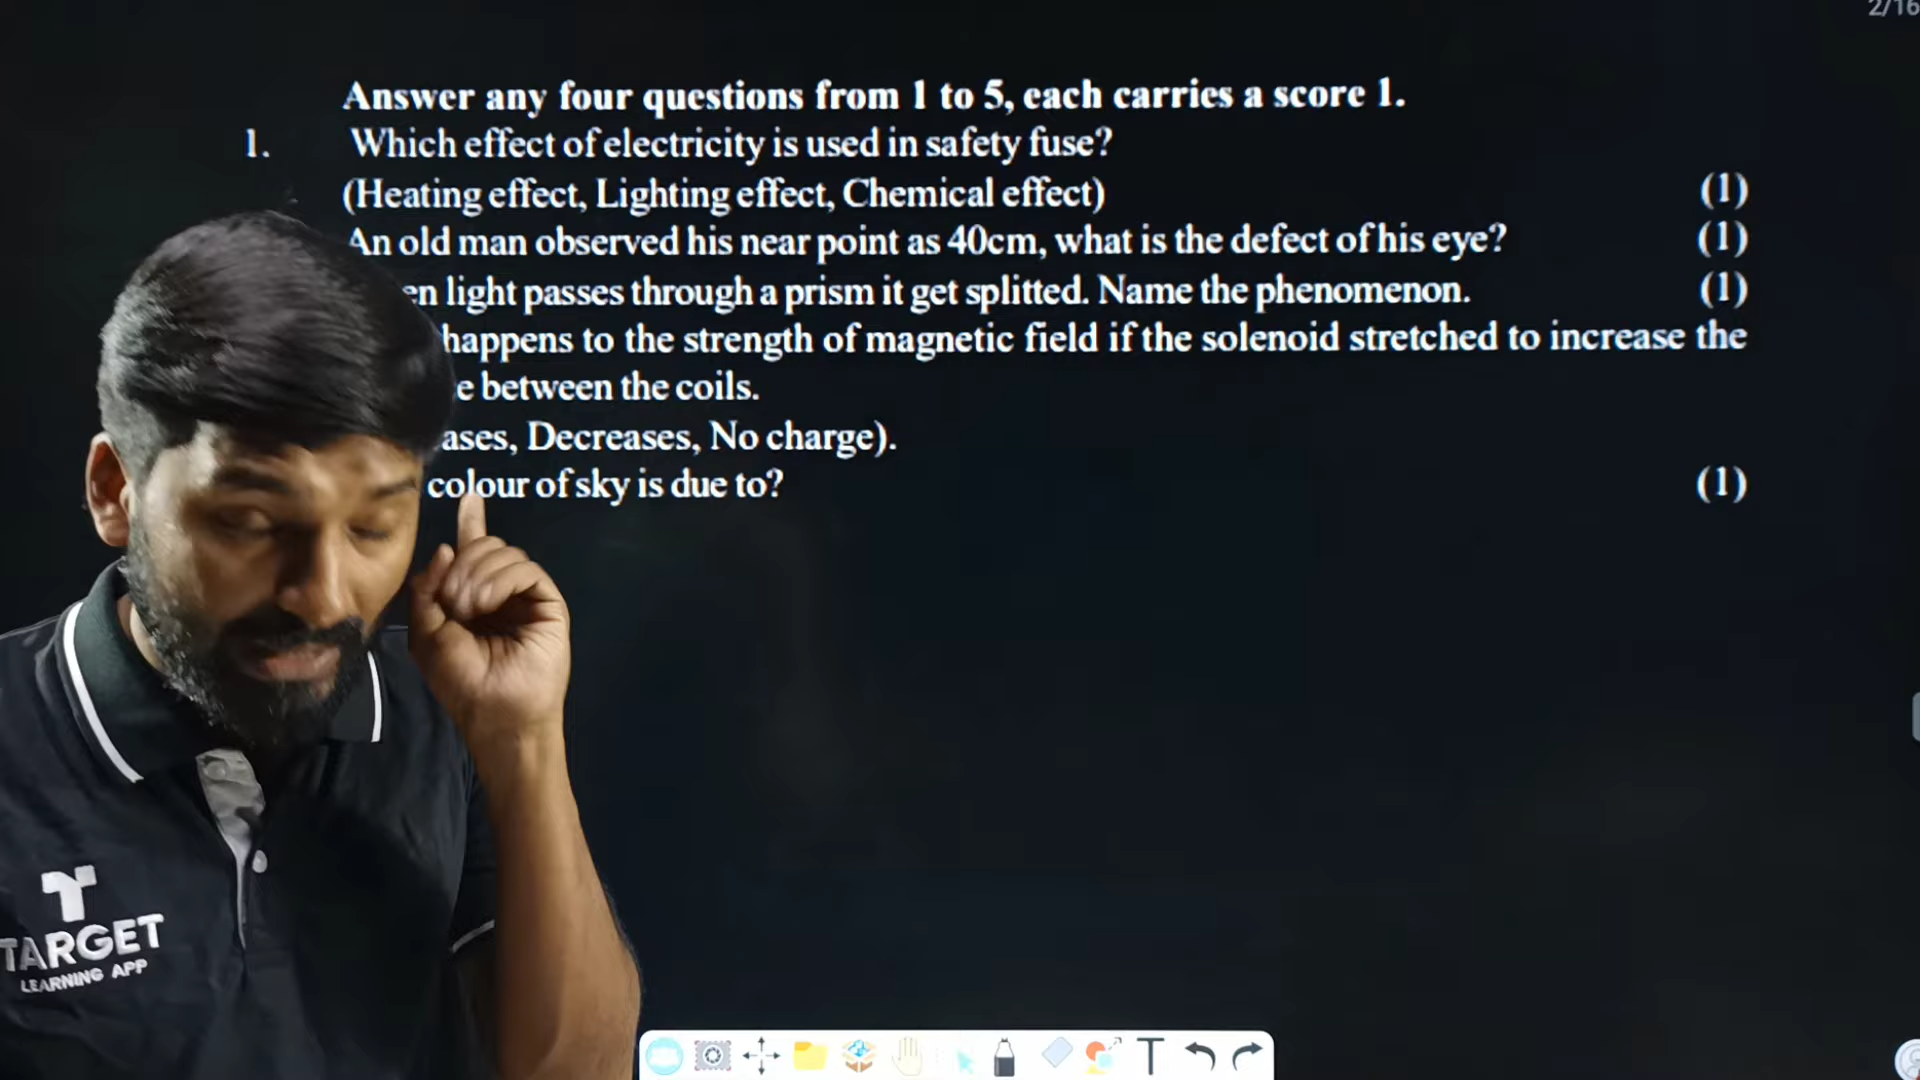 2/16
Answer any four questions from 1 to 5, each carries a score 1.
1. Which effect of electricity is used in safety fuse?
(Heating effect, Lighting effect, Chemical effect) (1)
An old man observed his near point as 40cm, what is the defect of his eye? (1)
en light passes through a prism it get splitted. Name the phenomenon. (1)
happens to the strength of magnetic field if the solenoid stretched to increase the
e between the coils.
ases, Decreases, No charge).
colour of sky is due to? (1)
TARGET
LEARNING APP
T